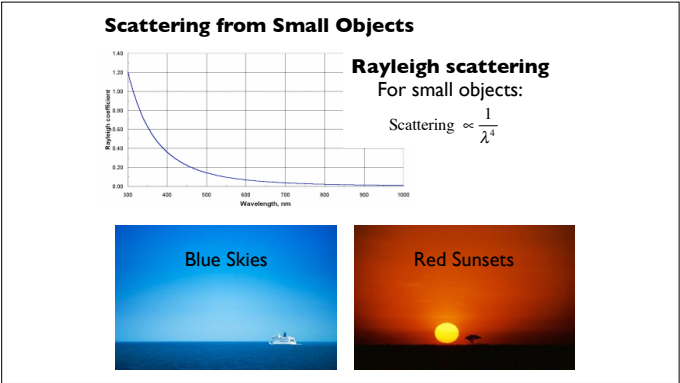 Scattering from Small Objects
Rayleigh scattering
For small objects:
Scattering ∝ 1/λ⁴
Rayleigh coefficient
1.40
1.20
1.00
0.80
0.60
0.40
0.20
0.00
300 400 500 600 700 800 900 1000
Wavelength, nm
Blue Skies
Red Sunsets